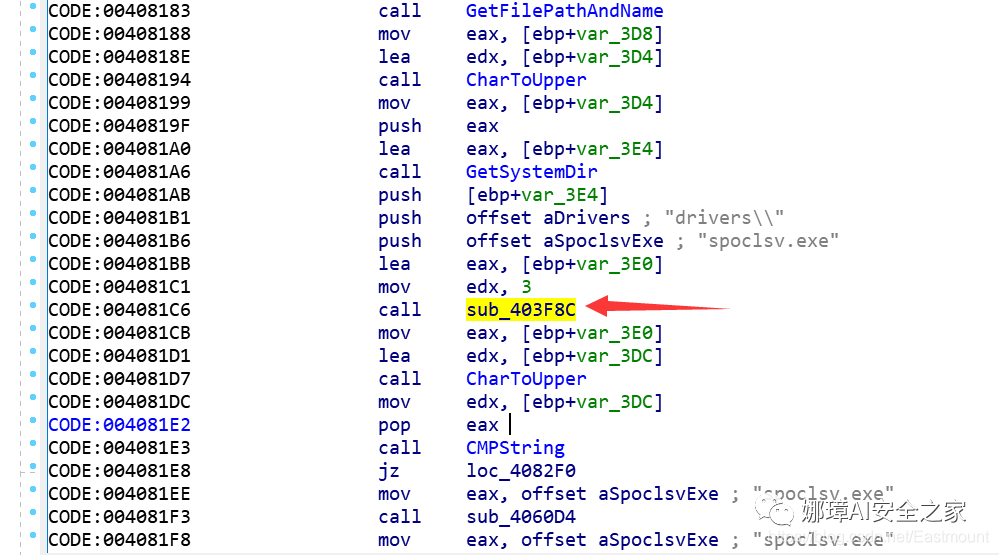 CODE:00408183 call GetFilePathAndName
CODE:00408188 mov eax, [ebp+var_3D8]
CODE:0040818E lea edx, [ebp+var_3D4]
CODE:00408194 call CharToUpper
CODE:00408199 mov eax, [ebp+var_3D4]
CODE:0040819F push eax
CODE:004081A0 lea eax, [ebp+var_3E4]
CODE:004081A6 call GetSystemDir
CODE:004081AB push [ebp+var_3E4]
CODE:004081B1 push offset aDrivers ; "drivers\\"
CODE:004081B6 push offset aSpoclsvExe ; "spoclsv.exe"
CODE:004081BB lea eax, [ebp+var_3E0]
CODE:004081C1 mov edx, 3
CODE:004081C6 call sub_403F8C
CODE:004081CB mov eax, [ebp+var_3E0]
CODE:004081D1 lea edx, [ebp+var_3DC]
CODE:004081D7 call CharToUpper
CODE:004081DC mov edx, [ebp+var_3DC]
CODE:004081E2 pop eax
CODE:004081E3 call CMPString
CODE:004081E8 jz loc_4082F0
CODE:004081EE mov eax, offset aSpoclsvExe ; "spoclsv.exe"
CODE:004081F3 call sub_4060D4
CODE:004081F8 mov eax, offset aSpoclsvExe ; "spoclsv.exe"
娜璋AI安全之家
https://blog.csdn.net/Eastmount